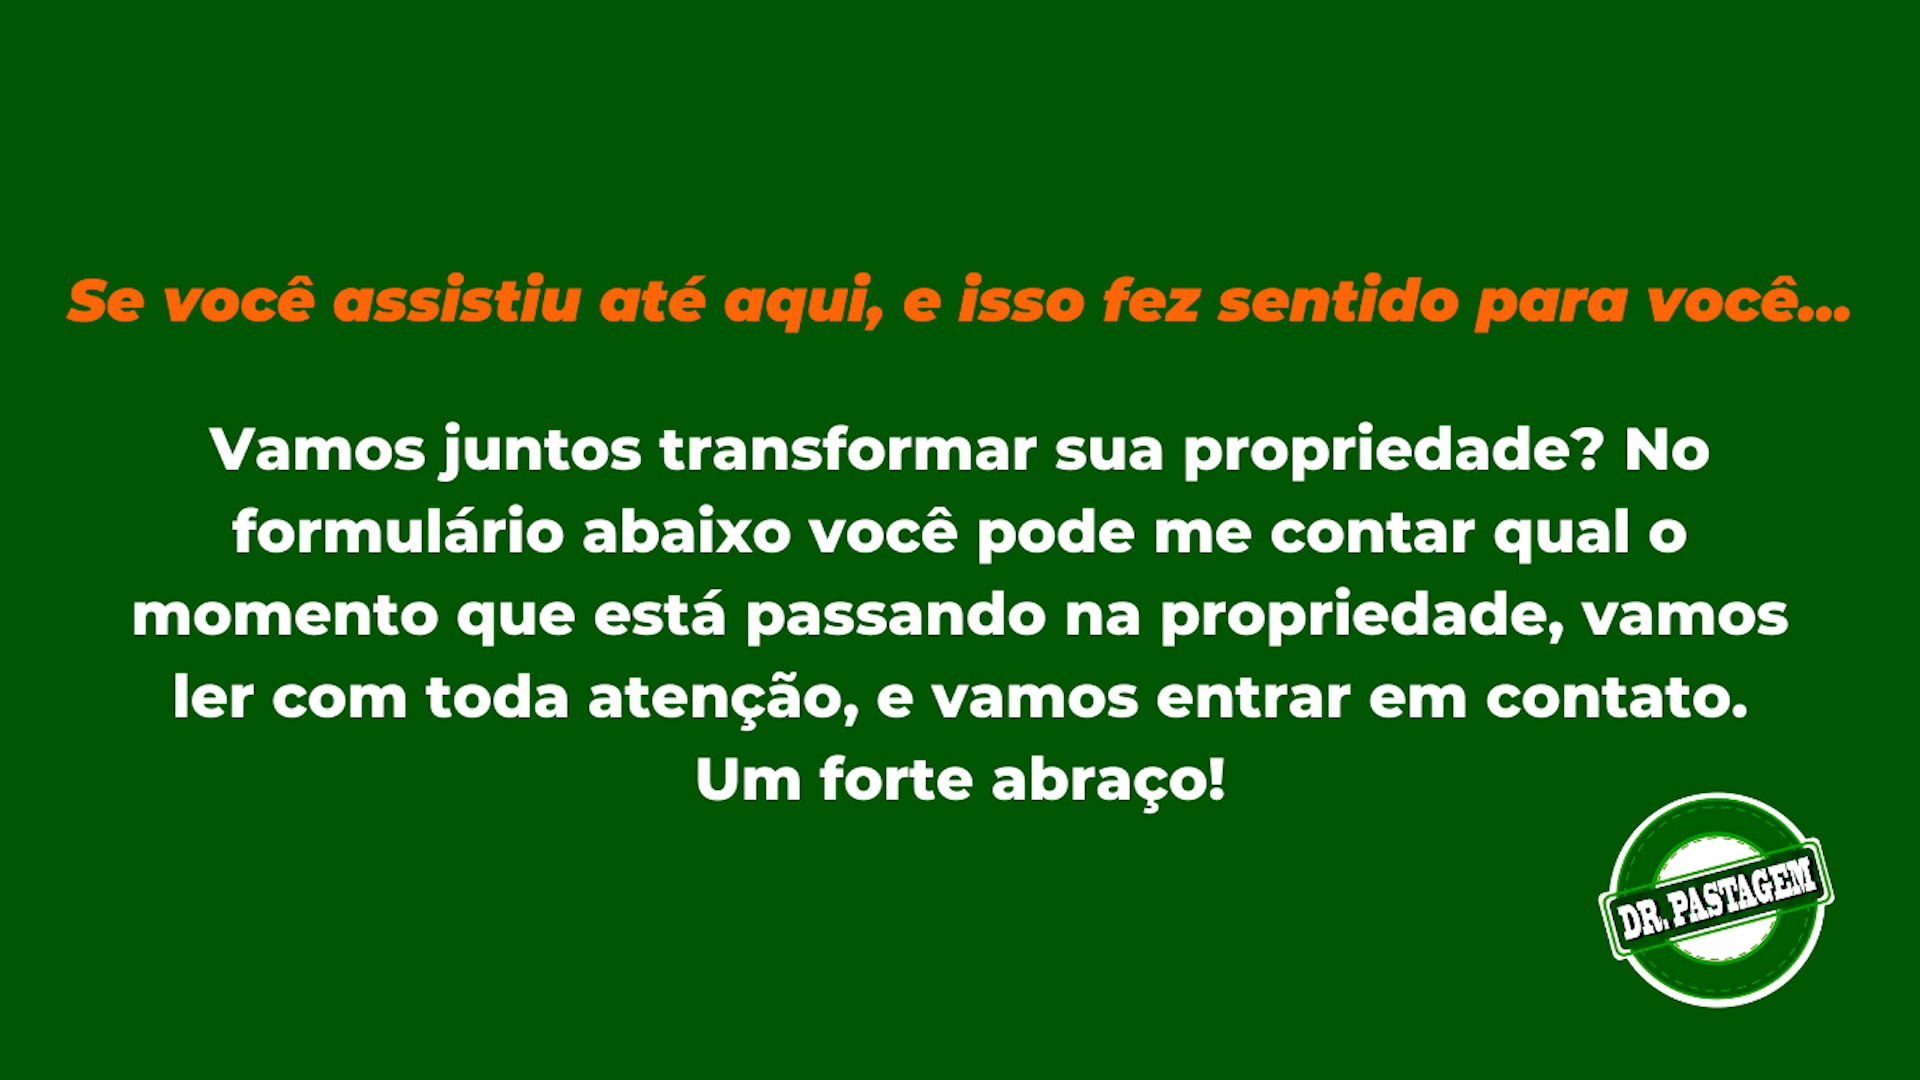 Se você assistiu até aqui, e isso fez sentido para você...
Vamos juntos transformar sua propriedade? No
formulário abaixo você pode me contar qual o
momento que está passando na propriedade, vamos
ler com toda atenção, e vamos entrar em contato.
Um forte abraço!
DR. PASTAGEM